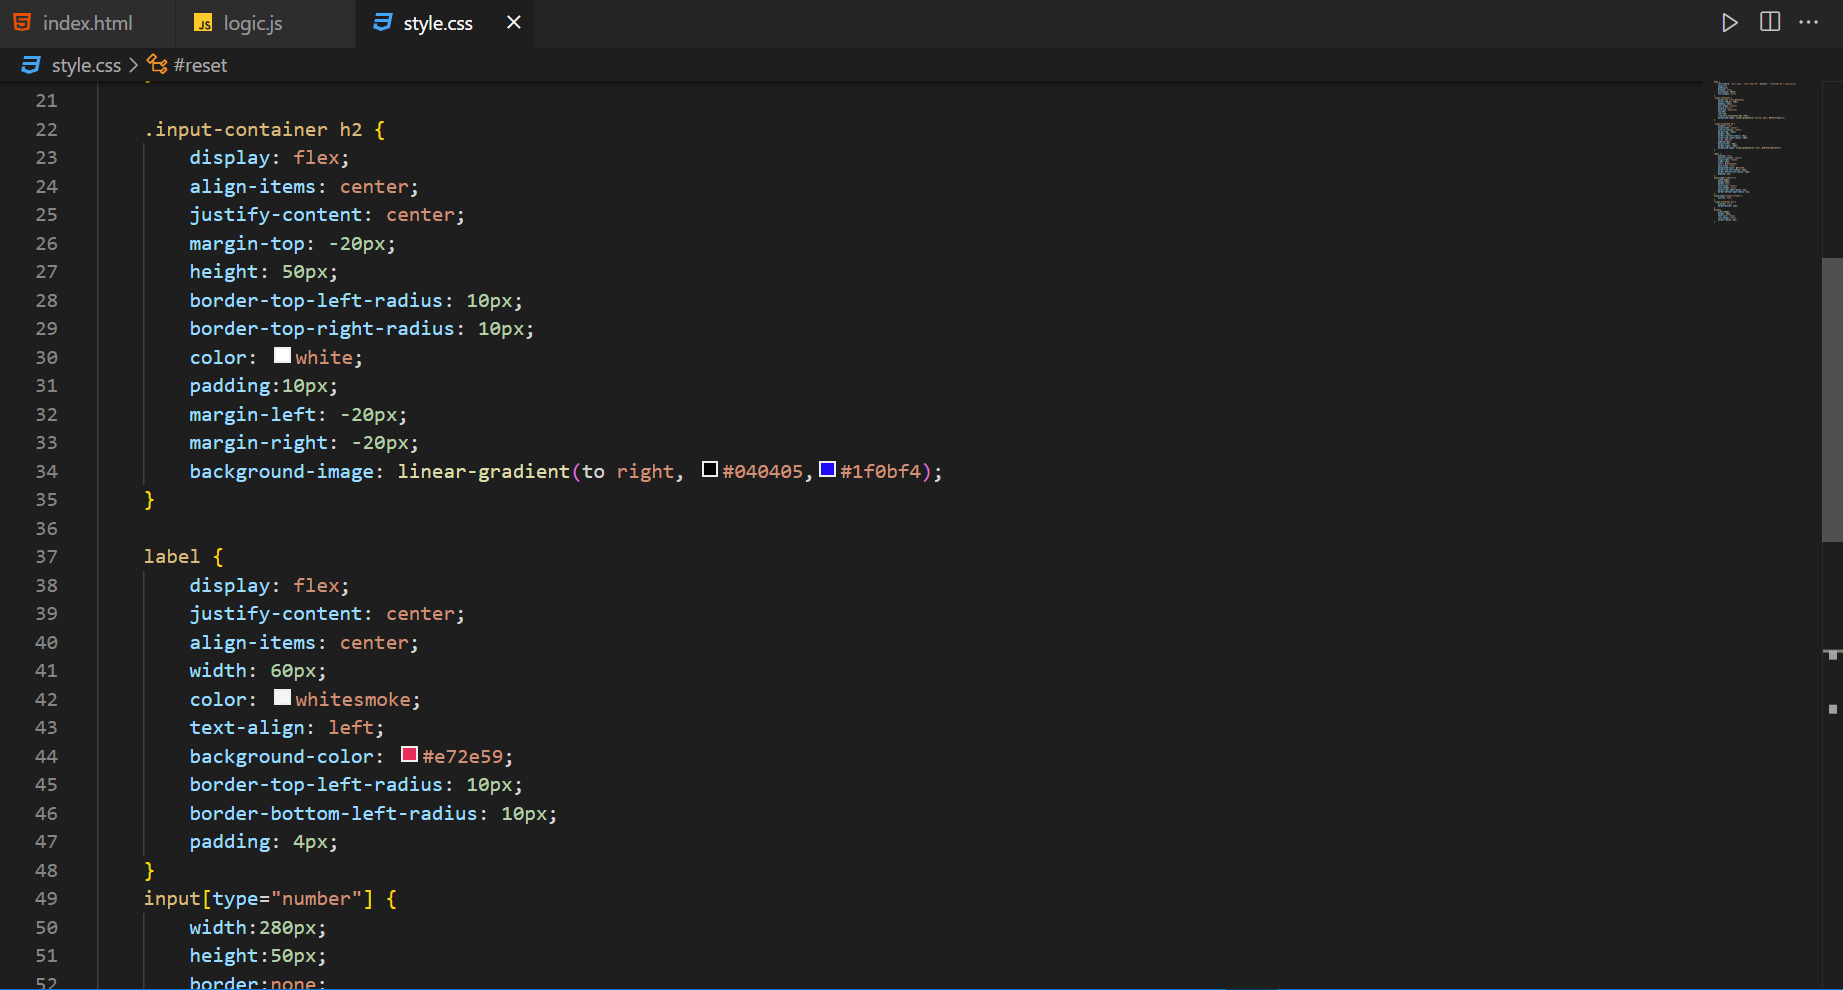 index.html
JS logic.js
style.css
style.css > #reset
21
22 .input-container h2 {
23 display: flex;
24 align-items: center;
25 justify-content: center;
26 margin-top: -20px;
27 height: 50px;
28 border-top-left-radius: 10px;
29 border-top-right-radius: 10px;
30 color: white;
31 padding:10px;
32 margin-left: -20px;
33 margin-right: -20px;
34 background-image: linear-gradient(to right, #040405, #1f0bf4);
35 }
36
37 label {
38 display: flex;
39 justify-content: center;
40 align-items: center;
41 width: 60px;
42 color: whitesmoke;
43 text-align: left;
44 background-color: #e72e59;
45 border-top-left-radius: 10px;
46 border-bottom-left-radius: 10px;
47 padding: 4px;
48 }
49 input[type="number"] {
50 width:280px;
51 height:50px;
52 border:none;